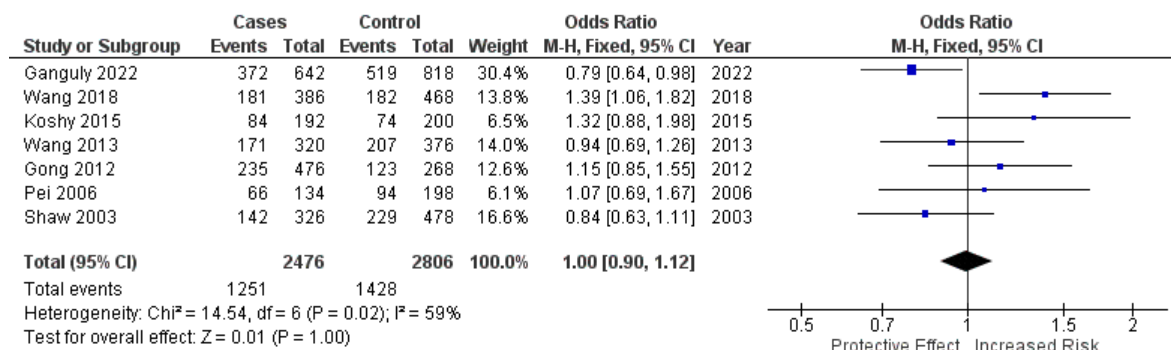 Cases Control Odds Ratio Odds Ratio
Study or Subgroup Events Total Events Total Weight M-H, Fixed, 95% CI Year M-H, Fixed, 95% CI
Ganguly 2022 372 642 519 818 30.4% 0.79 [0.64, 0.98] 2022
Wang 2018 181 386 182 468 13.8% 1.39 [1.06, 1.82] 2018
Koshy 2015 84 192 74 200 6.5% 1.32 [0.88, 1.98] 2015
Wang 2013 171 320 207 376 14.0% 0.94 [0.69, 1.26] 2013
Gong 2012 235 476 123 268 12.6% 1.15 [0.85, 1.55] 2012
Pei 2006 66 134 94 198 6.1% 1.07 [0.69, 1.67] 2006
Shaw 2003 142 326 229 478 16.6% 0.84 [0.63, 1.11] 2003
Total (95% CI) 2476 2806 100.0% 1.00 [0.90, 1.12]
Total events 1251 1428
Heterogeneity: Chi² = 14.54, df = 6 (P = 0.02); I² = 59%
Test for overall effect: Z = 0.01 (P = 1.00)
0.5 0.7 1 1.5 2
Protective Effect Increased Risk